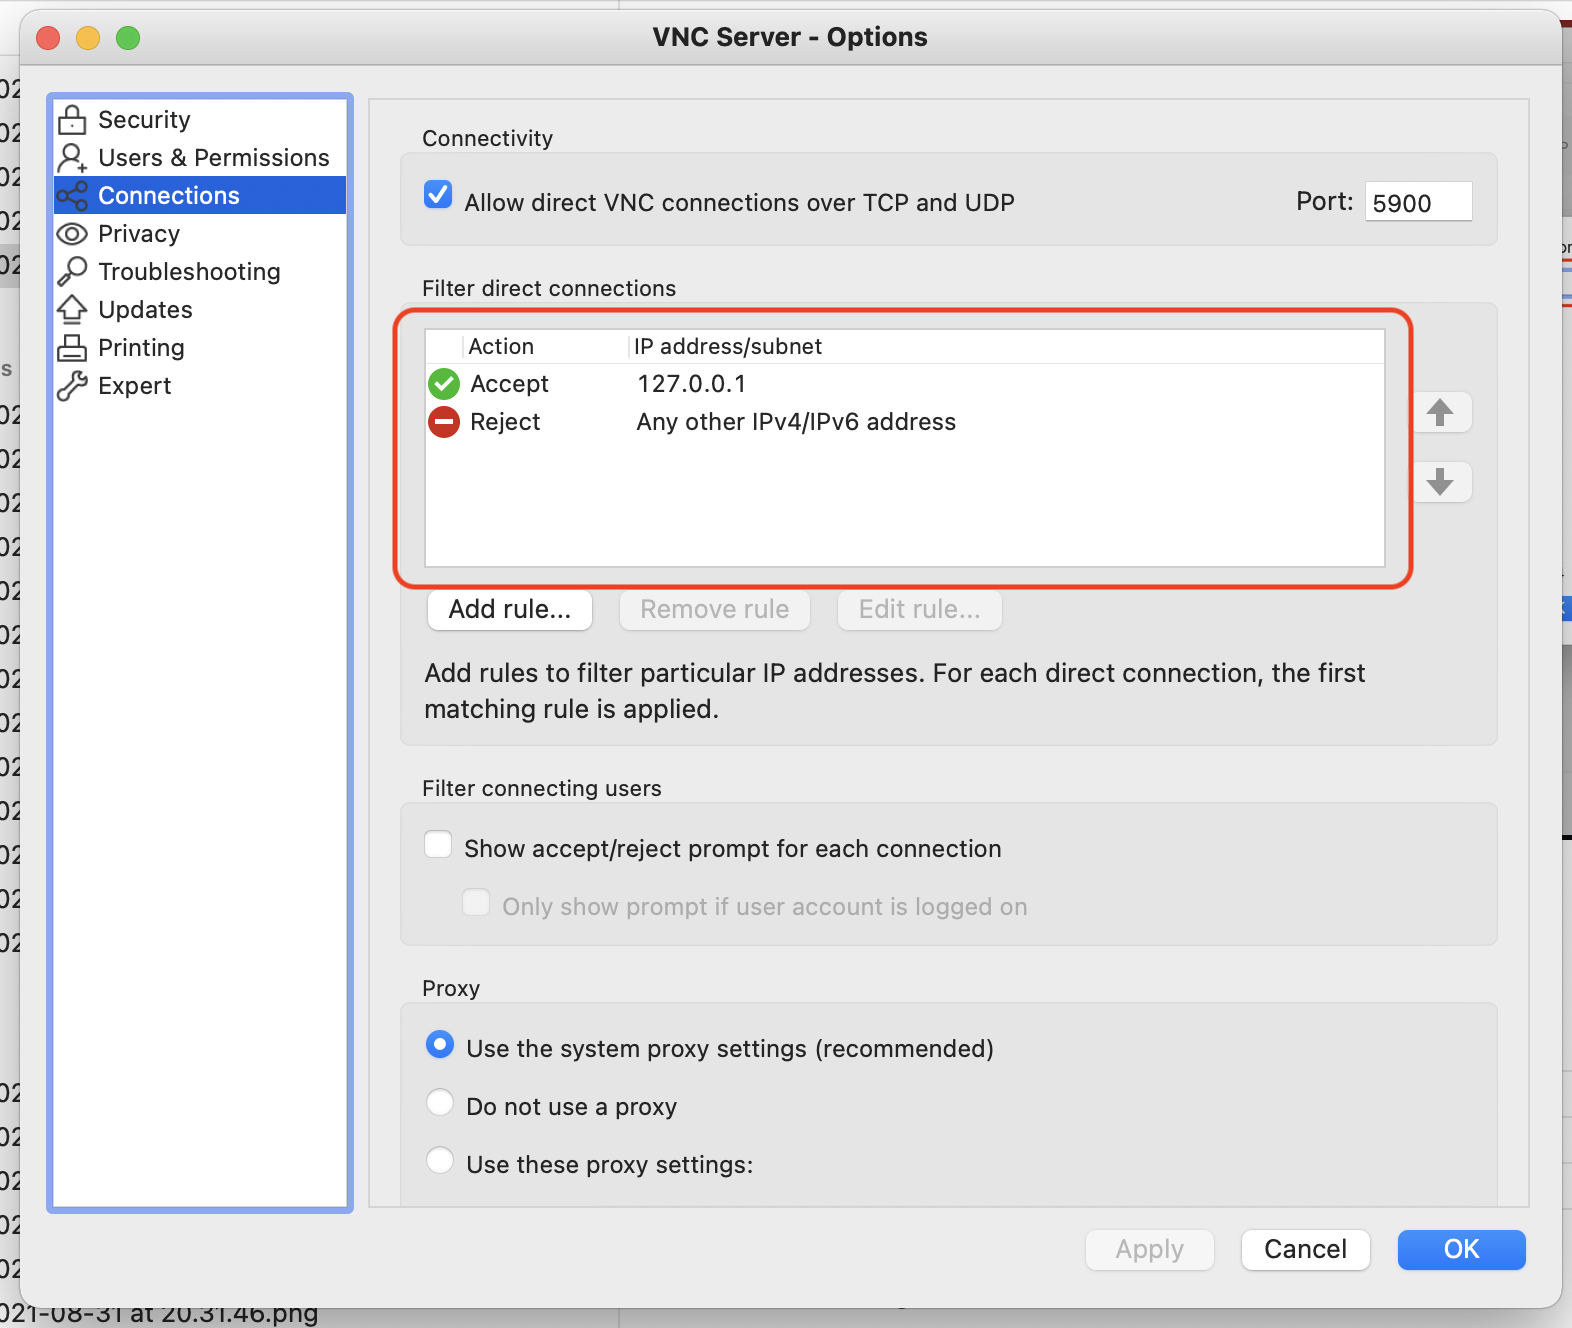 VNC Server - Options
Security
Users & Permissions
Connections
Privacy
Troubleshooting
Updates
Printing
Expert
Connectivity
Allow direct VNC connections over TCP and UDP
Port: 5900
Filter direct connections
Action IP address/subnet
Accept 127.0.0.1
Reject Any other IPv4/IPv6 address
Add rule... Remove rule Edit rule...
Add rules to filter particular IP addresses. For each direct connection, the first
matching rule is applied.
Filter connecting users
Show accept/reject prompt for each connection
Only show prompt if user account is logged on
Proxy
Use the system proxy settings (recommended)
Do not use a proxy
Use these proxy settings:
Apply Cancel OK
021-08-31 at 20.31.46.png